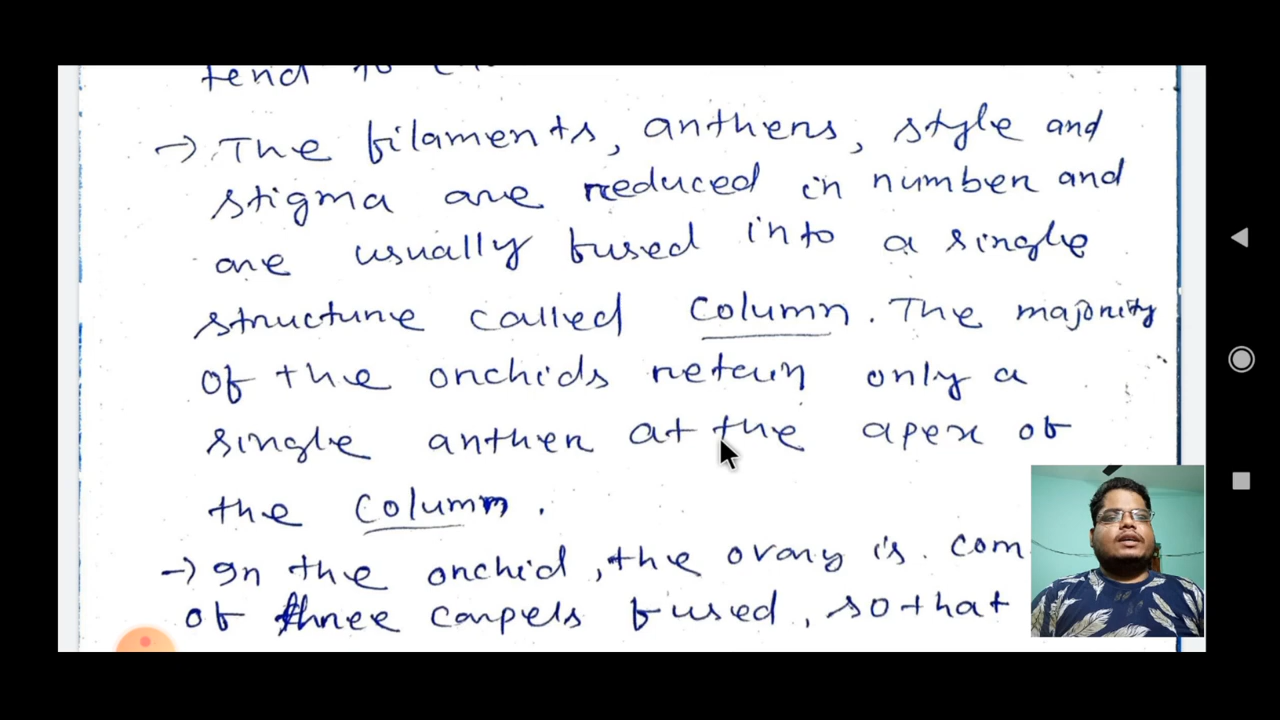 tend to
→ The filaments, anthers, style and
stigma are reduced in number and
are usually fused into a single
structure called column. The majority
of the orchids retain only a
single anther at the apex of
the column.
→ In the orchid, the ovary is com
of three carpels fused, so that